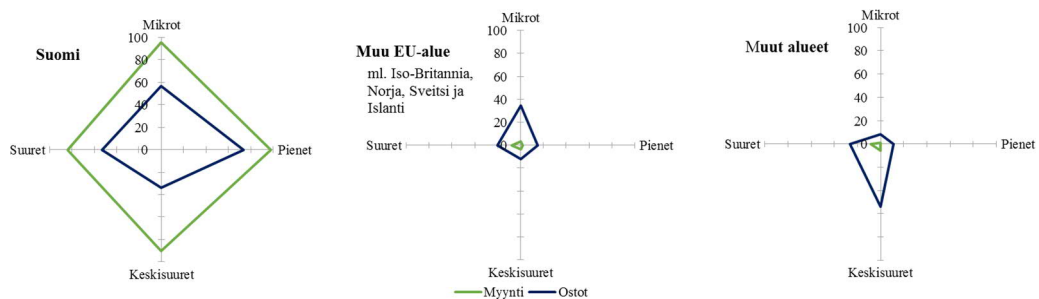 Suomi
Mikrot
100
80
60
40
20
0
Suuret
Pienet
Keskisuuret
Muu EU-alue
ml. Iso-Britannia,
Norja, Sveitsi ja
Islanti
Mikrot
100
80
60
40
20
0
Suuret
Pienet
Keskisuuret
Muut alueet
Mikrot
100
80
60
40
20
0
Suuret
Pienet
Keskisuuret
Myynti
Ostot